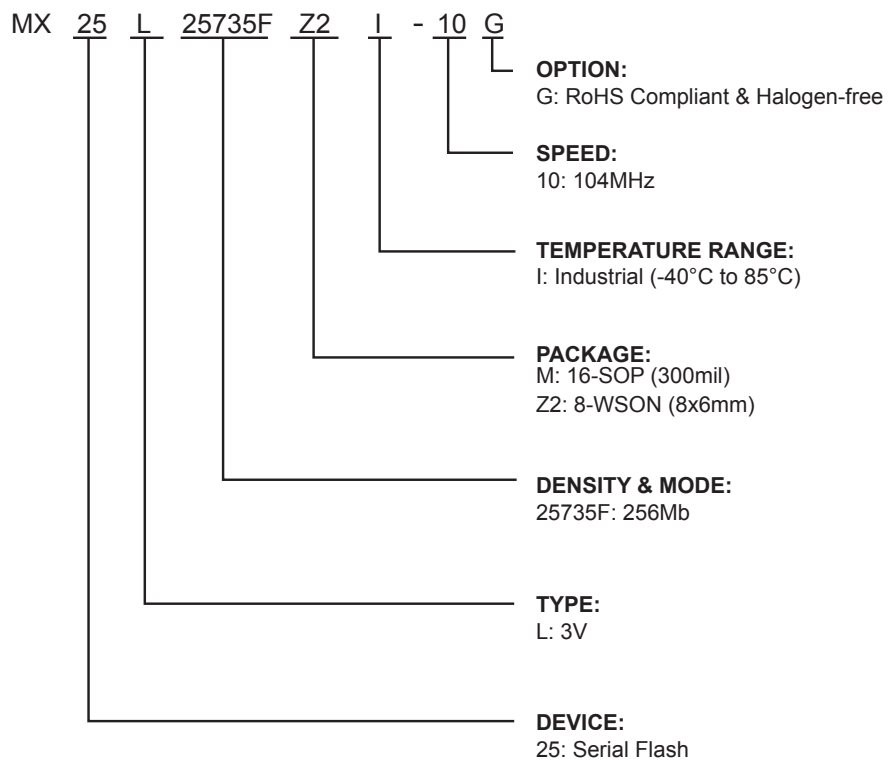 MX 25 L 25735F Z2 I - 10 G
OPTION:
G: RoHS Compliant & Halogen-free
SPEED:
10: 104MHz
TEMPERATURE RANGE:
I: Industrial (-40°C to 85°C)
PACKAGE:
M: 16-SOP (300mil)
Z2: 8-WSON (8x6mm)
DENSITY & MODE:
25735F: 256Mb
TYPE:
L: 3V
DEVICE:
25: Serial Flash